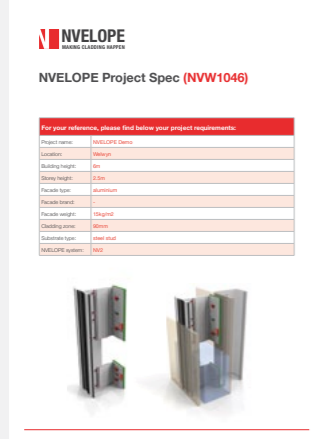 NVELOPE
MAKING CLADDING HAPPEN
NVELOPE Project Spec (NVW1046)
For your reference, please find below your project requirements:
Project name: NVELOPE Demo
Location: Welwyn
Building height: 6m
Storey height: 2.5m
Facade type: aluminium
Facade brand: -
Facade weight: 15kg/m2
Cladding zone: 90mm
Substrate type: steel stud
NVELOPE system: NV3